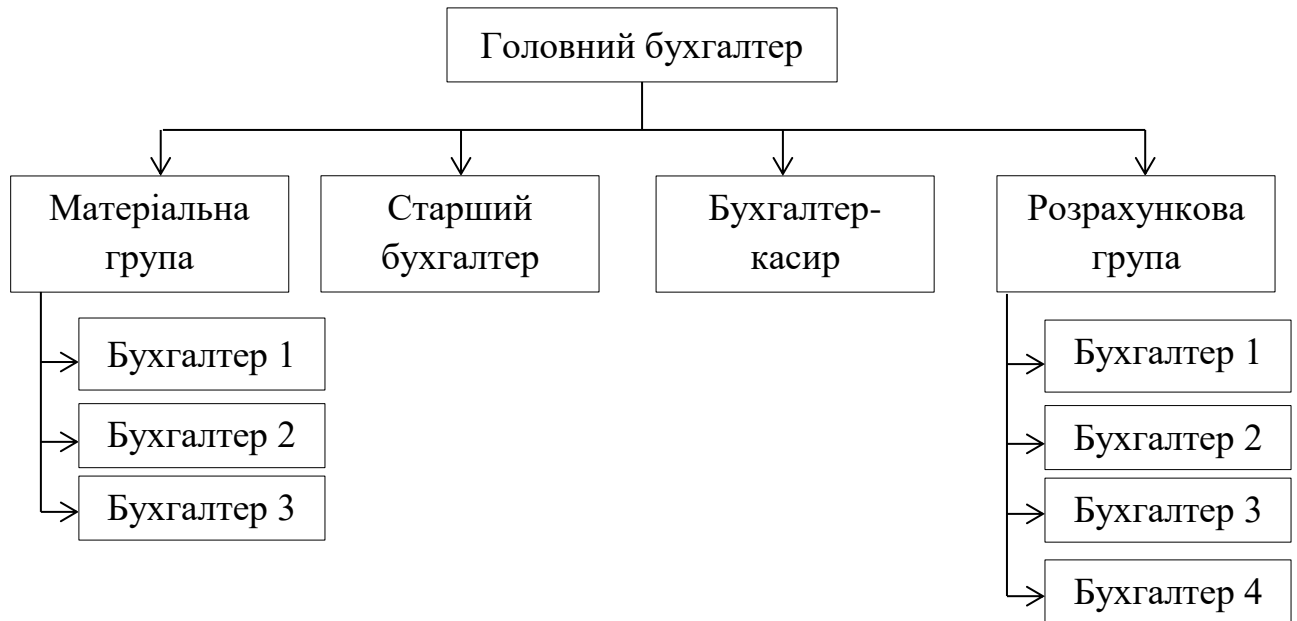 Головний бухгалтер
Матеріальна
група
Старший
бухгалтер
Бухгалтер-
касир
Розрахункова
група
Бухгалтер 1
Бухгалтер 2
Бухгалтер 3
Бухгалтер 1
Бухгалтер 2
Бухгалтер 3
Бухгалтер 4